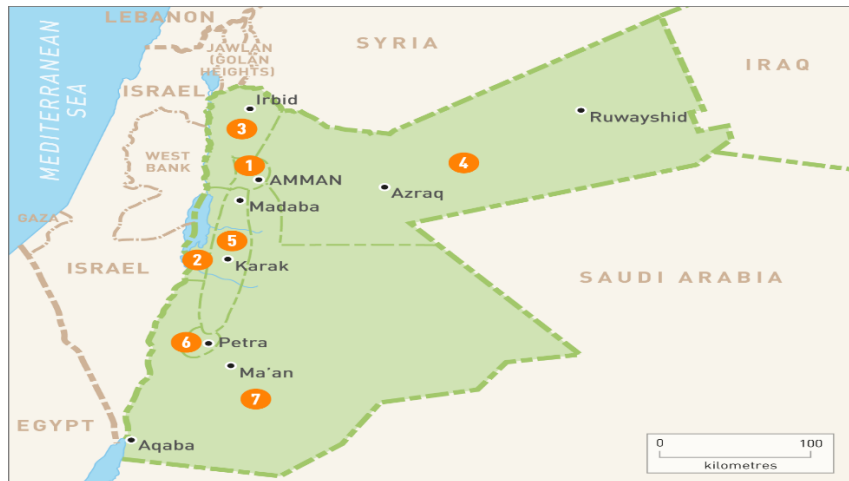 LEBANON
MEDITERRANEAN
SEA
JAWLAN
(GOLAN
HEIGHTS)
SYRIA
IRAQ
ISRAEL
Irbid
3
Ruwayshid
WEST
BANK
1
4
AMMAN
Azraq
Madaba
GAZA
5
ISRAEL
2
Karak
SAUDI ARABIA
6
Petra
Ma'an
7
EGYPT
Aqaba
0
100
kilometres